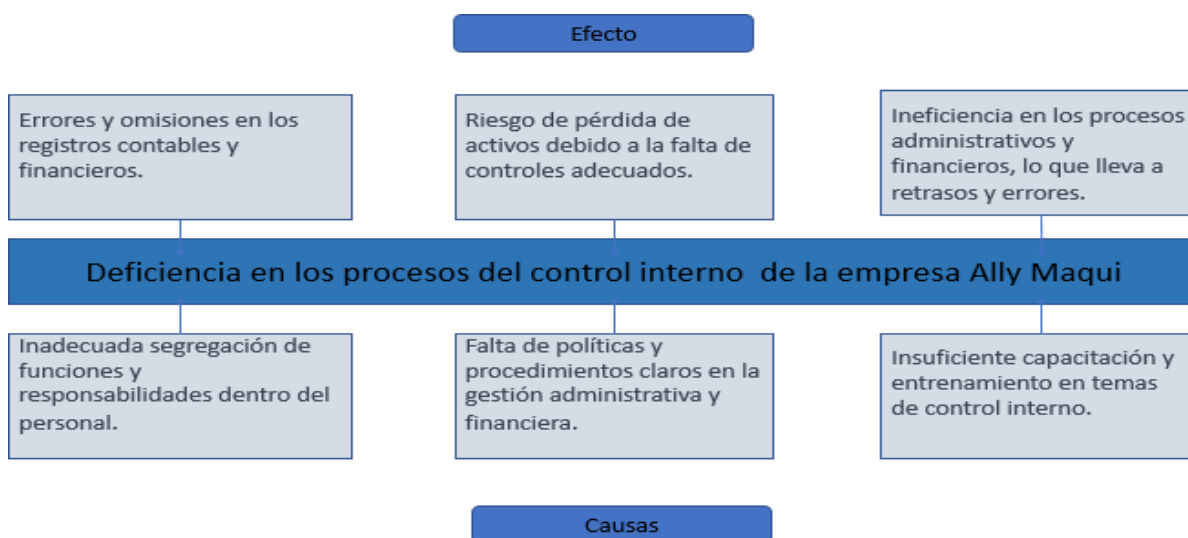 Efecto
Errores y omisiones en los
registros contables y
financieros.
Riesgo de pérdida de
activos debido a la falta de
controles adecuados.
Ineficiencia en los procesos
administrativos y
financieros, lo que lleva a
retrasos y errores.
Deficiencia en los procesos del control interno de la empresa Ally Maqui
Inadecuada segregación de
funciones y
responsabilidades dentro del
personal.
Falta de políticas y
procedimientos claros en la
gestión administrativa y
financiera.
Insuficiente capacitación y
entrenamiento en temas
de control interno.
Causas